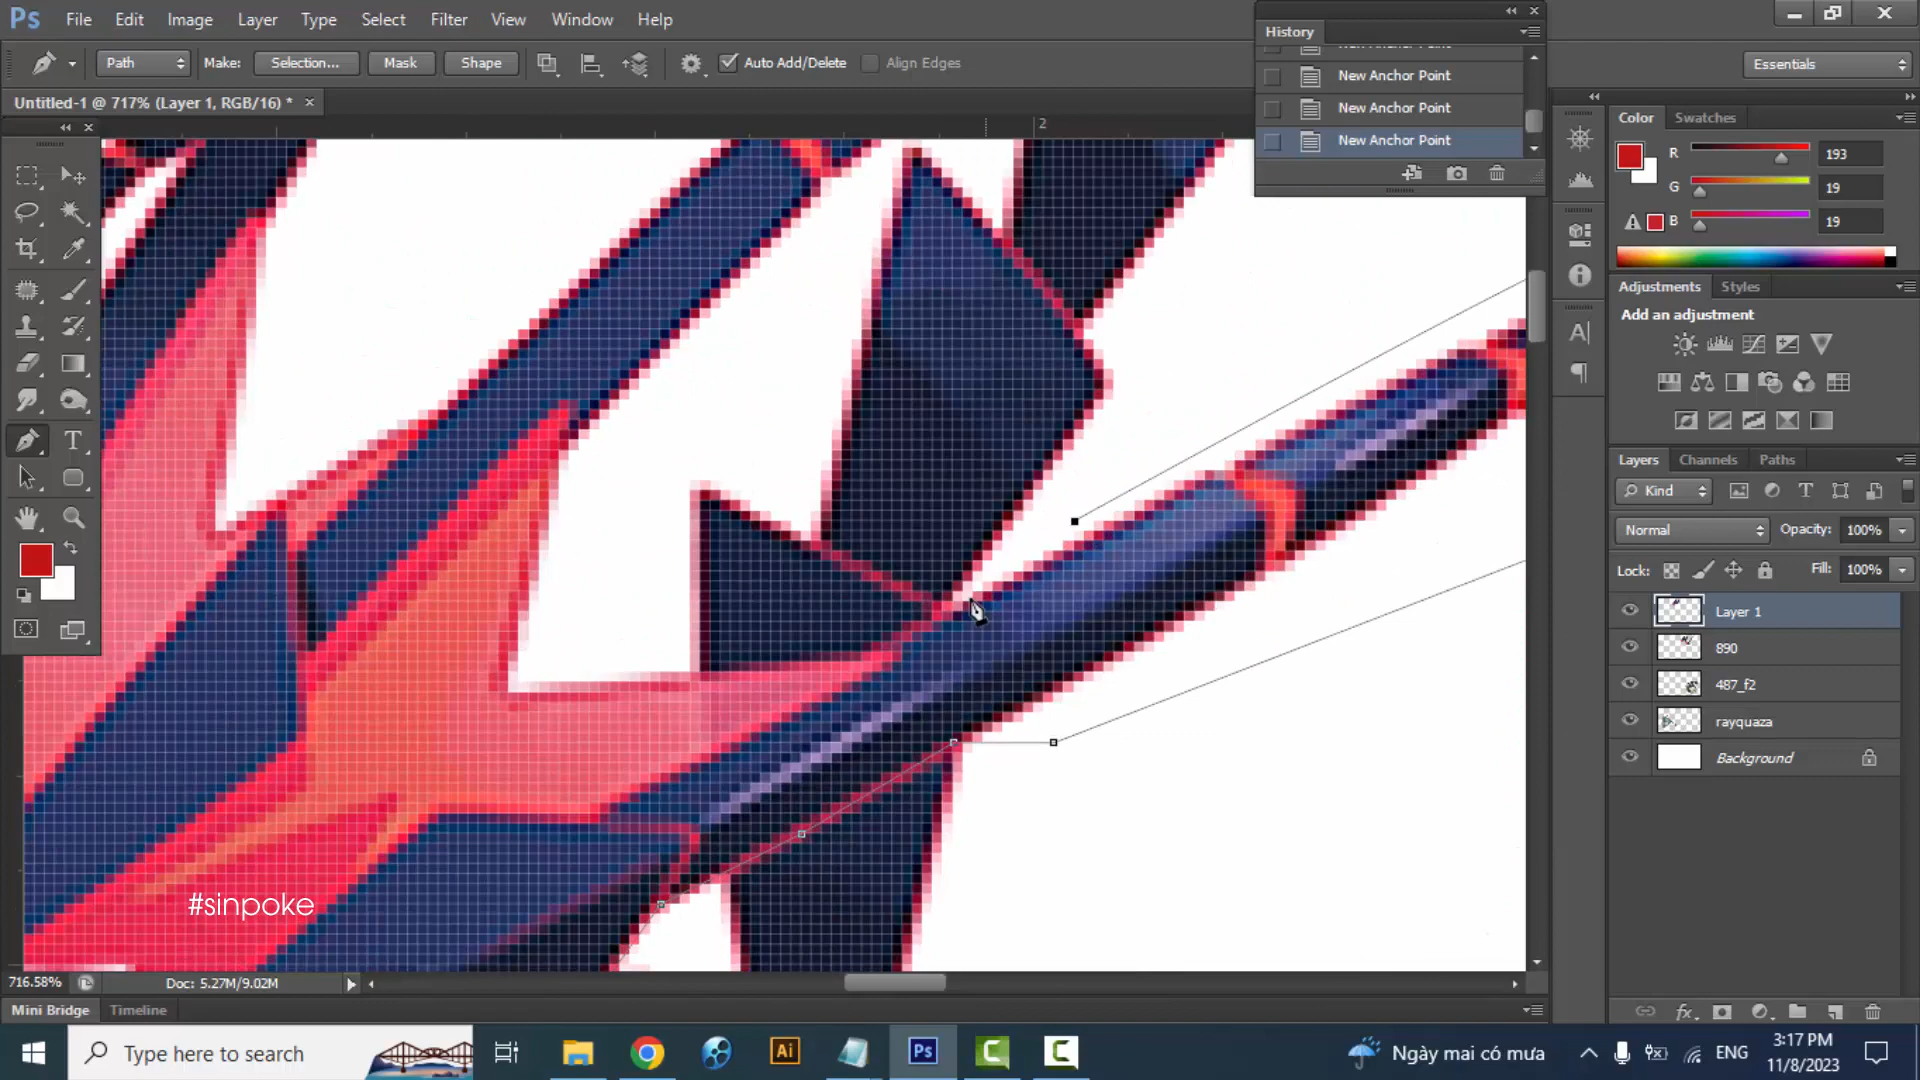 Ps File Edit Image Layer Type Select Filter View Window Help
History
Path Make: Selection... Mask Shape Auto Add/Delete Align Edges
New Anchor Point
New Anchor Point
New Anchor Point
Essentials
Untitled-1 @ 717% (Layer 1, RGB/16) *
2
Color Swatches
R 193
G 19
B 19
Adjustments Styles
Add an adjustment
Layers Channels Paths
Kind
Normal Opacity: 100%
Lock: Fill: 100%
Layer 1
890
487_f2
rayquaza
Background
#sinpoke
716.58% Doc: 5.27M/9.02M
Mini Bridge Timeline
Type here to search
Ai Ps
Ngày mai có mưa ENG 3:17 PM
11/8/2023